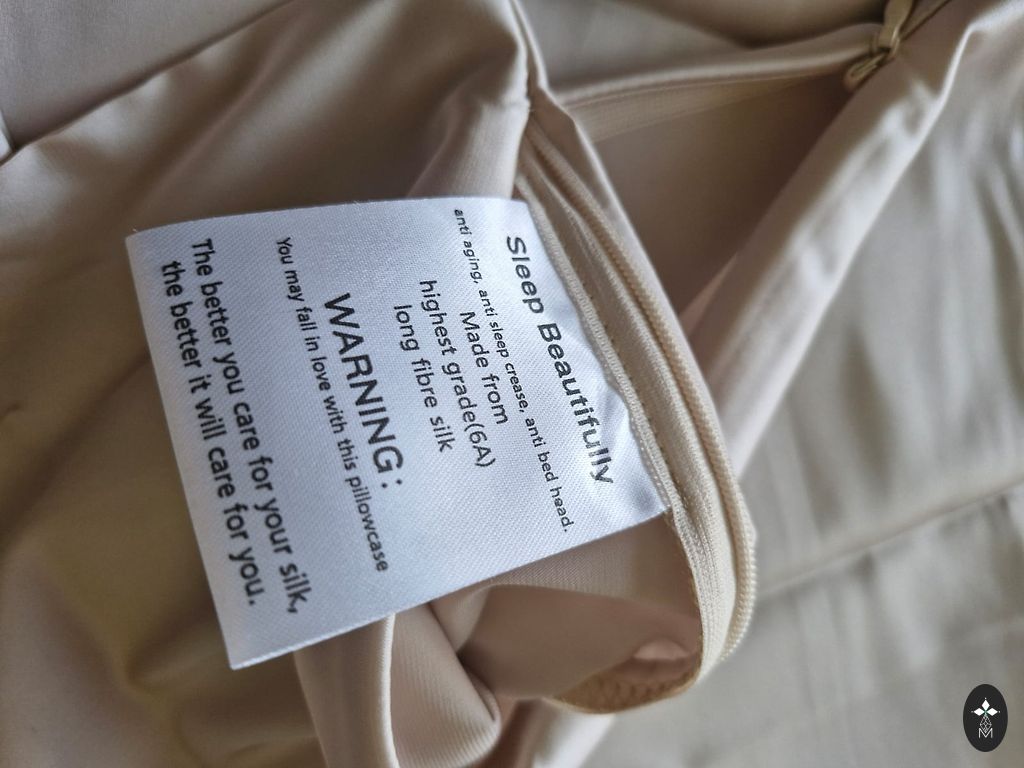 Sleep Beautifully
anti aging, anti sleep crease, anti bed head.
Made from
highest grade(6A)
long fibre silk
WARNING:
You may fall in love with this pillowcase
The better you care for your silk,
the better it will care for you.
M